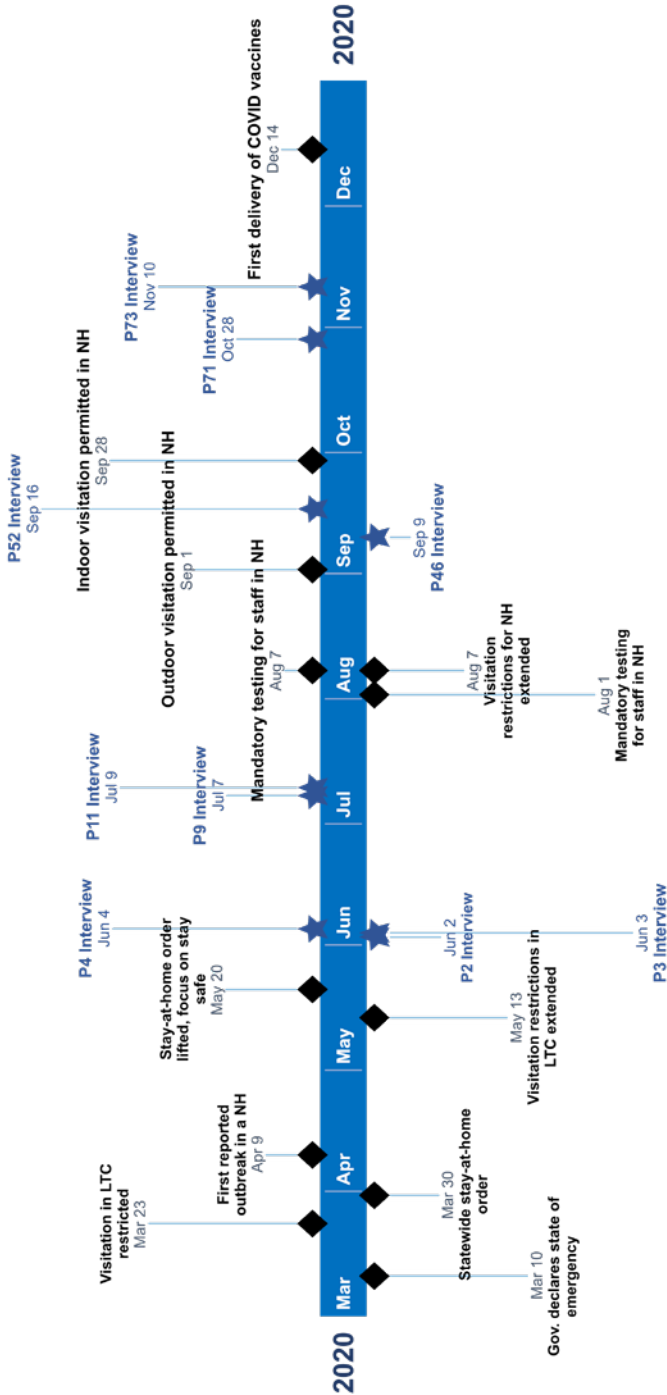 Visitation in LTC
restricted
Mar 23
First reported
outbreak in a NH
Apr 9
Stay-at-home order
lifted, focus on stay
safe
May 20
P4 Interview
Jun 4
P9 Interview
Jul 7
P11 Interview
Jul 9
Mandatory testing for staff in NH
Aug 7
Outdoor visitation permitted in NH
Sep 1
P52 Interview
Sep 16
Indoor visitation permitted in NH
Sep 28
P71 Interview
Oct 28
P73 Interview
Nov 10
First delivery of COVID vaccines
Dec 14
2020
Mar
Apr
May
Jun
Jul
Aug
Sep
Oct
Nov
Dec
2020
Mar 10
Gov. declares state of
emergency
Mar 30
Statewide stay-at-home
order
May 13
Visitation restrictions in
LTC extended
Jun 2
P2 Interview
Jun 3
P3 Interview
Aug 1
Mandatory testing
for staff in NH
Aug 7
Visitation
restrictions for NH
extended
Sep 9
P46 Interview